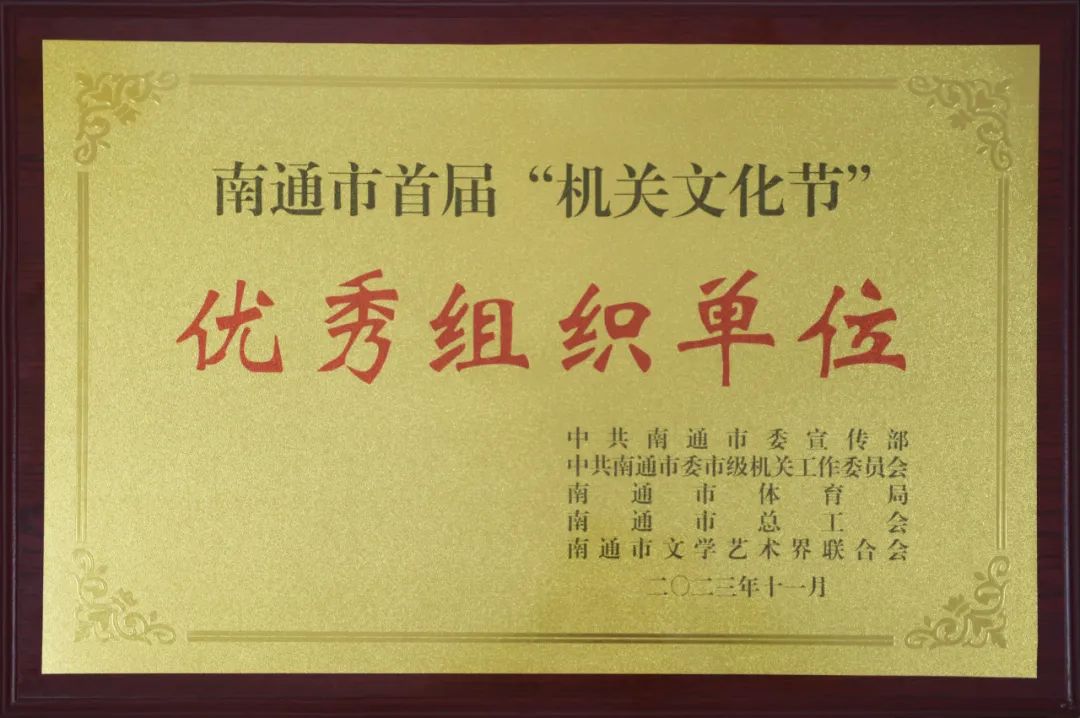 南通市首届“机关文化节”
优秀组织单位
中共南通市委宣传部
中共南通市委市级机关工作委员会
南通市体育局
南通市总工会
南通市文学艺术界联合会
二〇二三年十一月